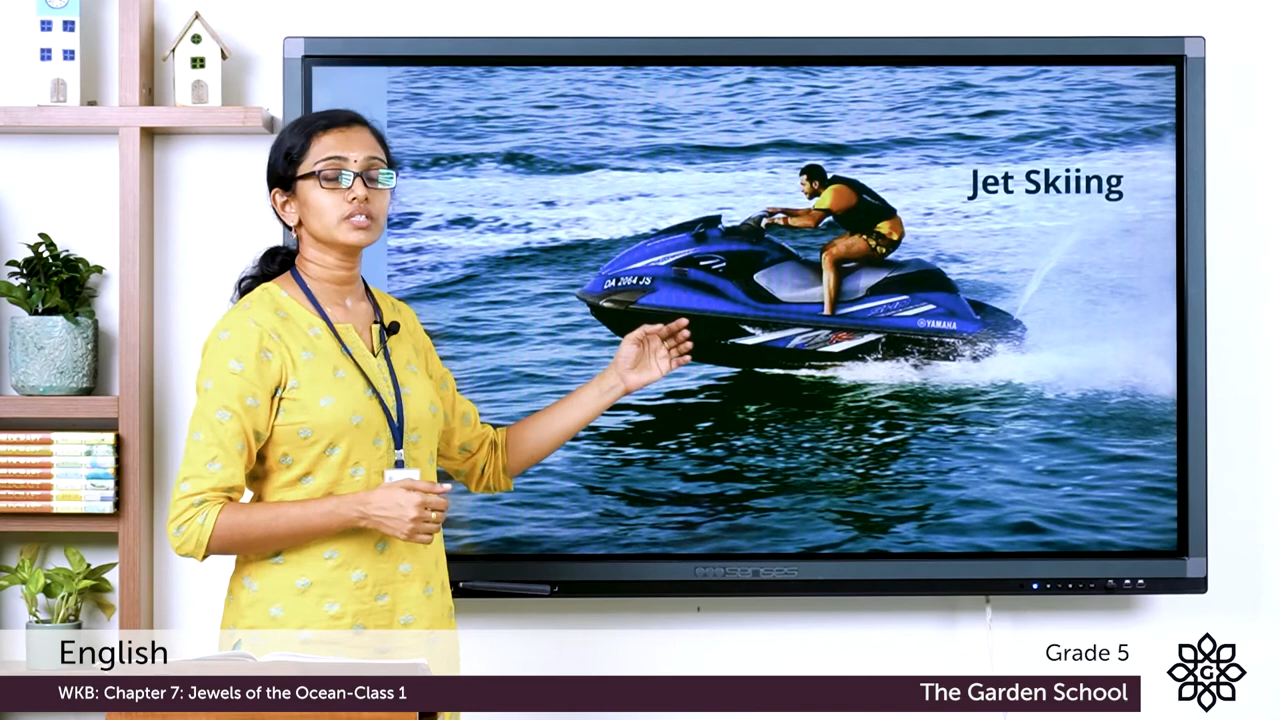 Jet Skiing
DA 2064 JS
YAMAHA
senses
English
Grade 5
WKB: Chapter 7: Jewels of the Ocean-Class 1
The Garden School
G